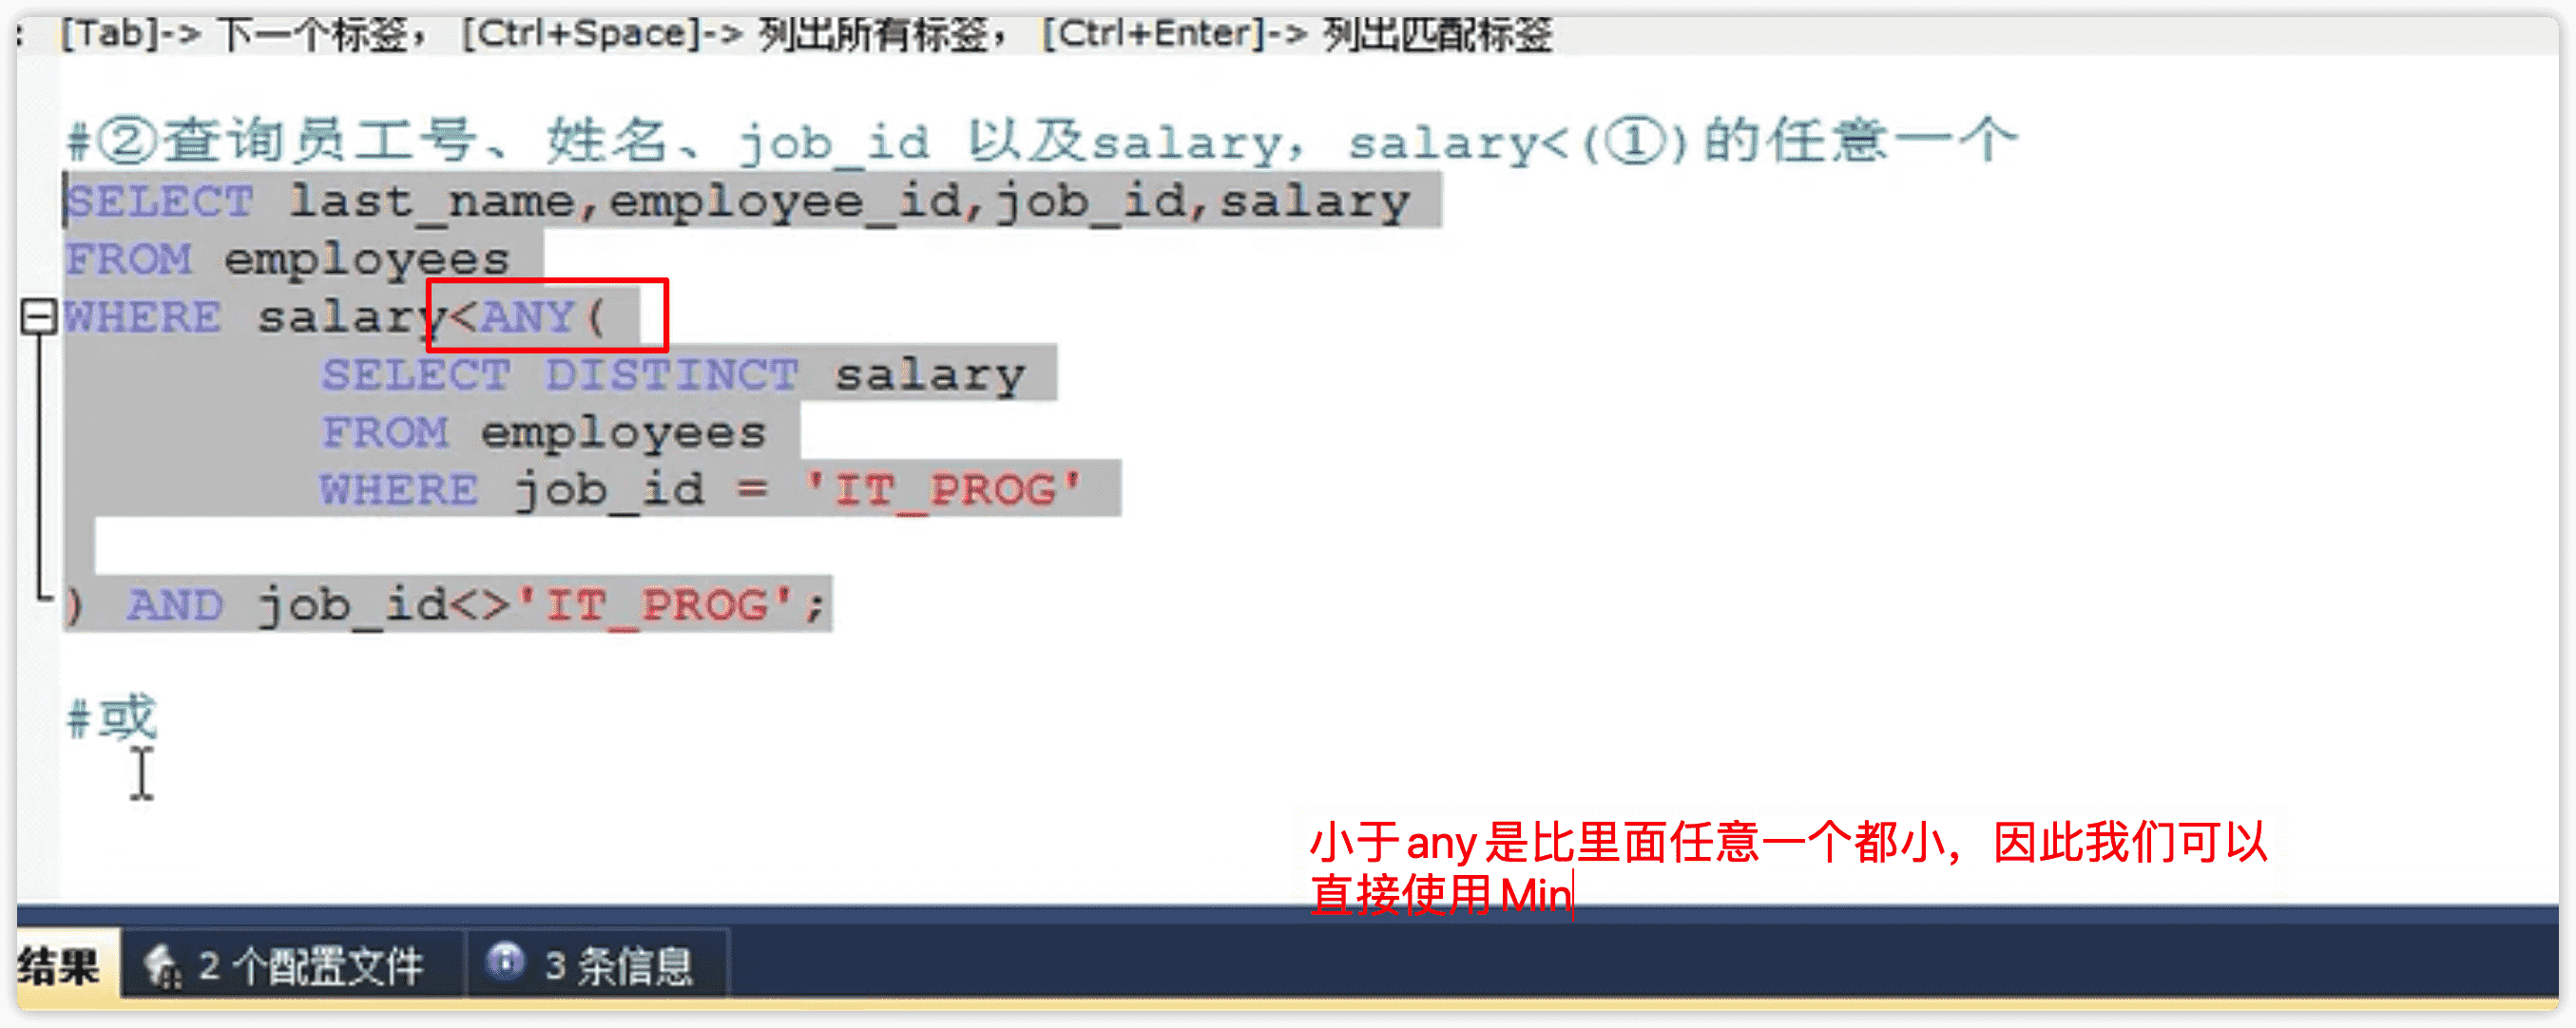 : [Tab]-> 下一个标签， [Ctrl+Space]-> 列出所有标签， [Ctrl+Enter]-> 列出匹配标签
#②查询员工号、姓名、job_id 以及salary，salary<(①)的任意一个
SELECT last_name,employee_id,job_id,salary
FROM employees
WHERE salary<ANY(
SELECT DISTINCT salary
FROM employees
WHERE job_id = 'IT_PROG'
) AND job_id<>'IT_PROG';
#或
小于any是比里面任意一个都小，因此我们可以
直接使用Min
结果 2 个配置文件 3 条信息